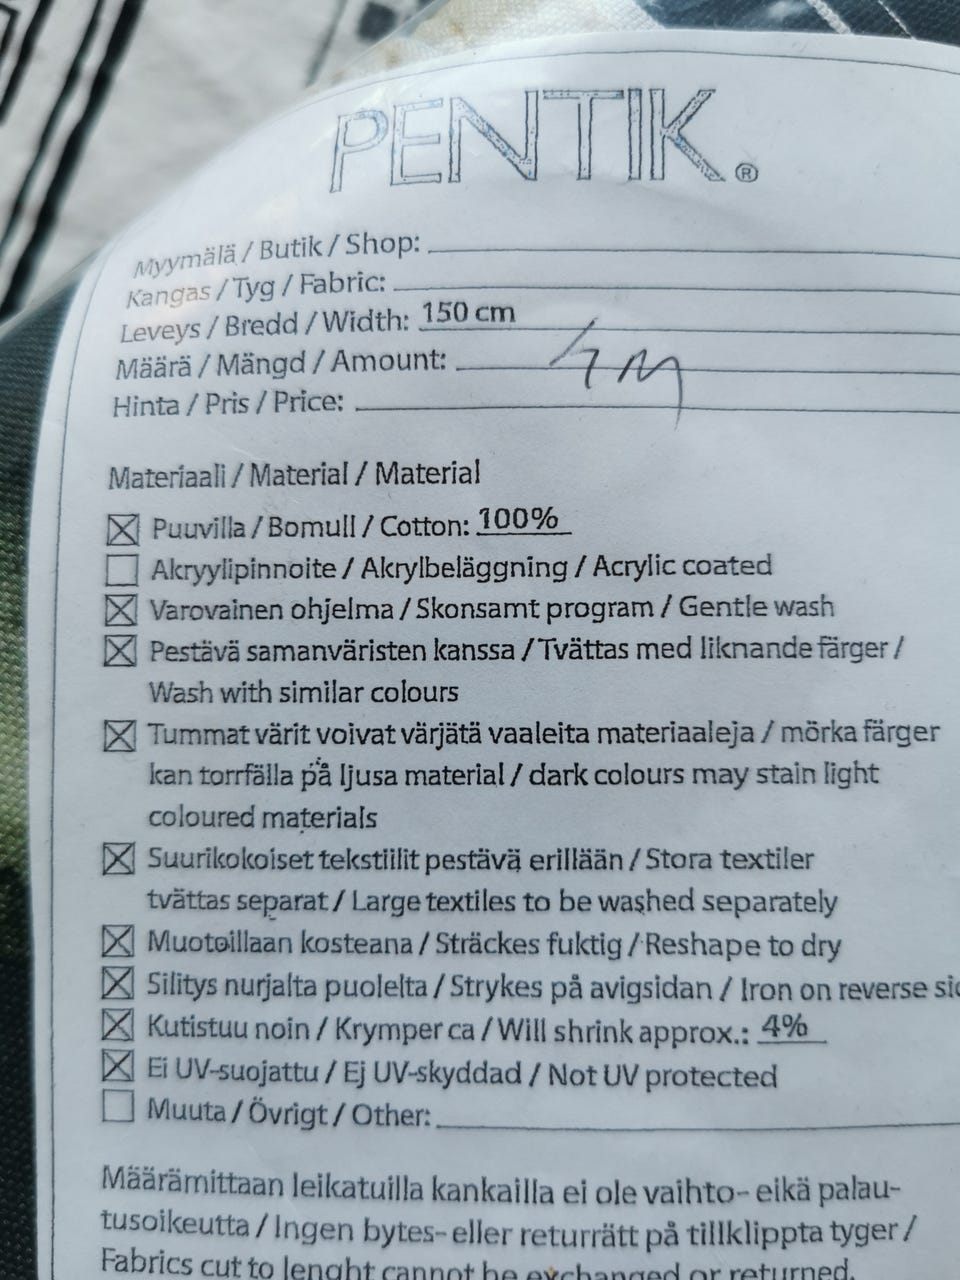 PENTIK®
Myymälä / Butik / Shop:
Kangas / Tyg / Fabric:
Leveys / Bredd / Width: 150 cm
Määrä / Mängd / Amount: 4 m
Hinta / Pris / Price:
Materiaali / Material / Material
Puuvilla / Bomull / Cotton: 100%
Akryylipinnoite / Akrylbeläggning / Acrylic coated
Varovainen ohjelma / Skonsamt program / Gentle wash
Pestävä samanväristen kanssa / Tvättas med liknande färger /
Wash with similar colours
Tummat värit voivat värjätä vaaleita materiaaleja / mörka färger
kan torrfälla på ljusa material / dark colours may stain light
coloured materials
Suurikokoiset tekstiilit pestävä erillään / Stora textiler
tvättas separat / Large textiles to be washed separately
Muotoillaan kosteana / Sträckes fuktig / Reshape to dry
Silitys nurjalta puolelta / Strykes på avigsidan / Iron on reverse sid
Kutistuu noin / Krymper ca / Will shrink approx.: 4%
Ei UV-suojattu / Ej UV-skyddad / Not UV protected
Muuta / Övrigt / Other:
Määrämittaan leikatuilla kankailla ei ole vaihto- eikä palau-
tusoikeutta / Ingen bytes- eller returrätt på tillklippta tyger /
Fabrics cut to lenght cannot be exchanged or returned.